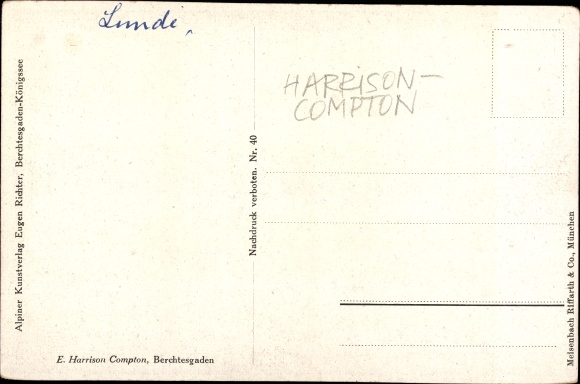 Lundi,
HARRISON-
COMPTON
Alpiner Kunstverlag Eugen Richter, Berchtesgaden-Königssee
Nachdruck verboten. Nr. 40
Meisenbach Riffarth & Co., München
E. Harrison Compton, Berchtesgaden